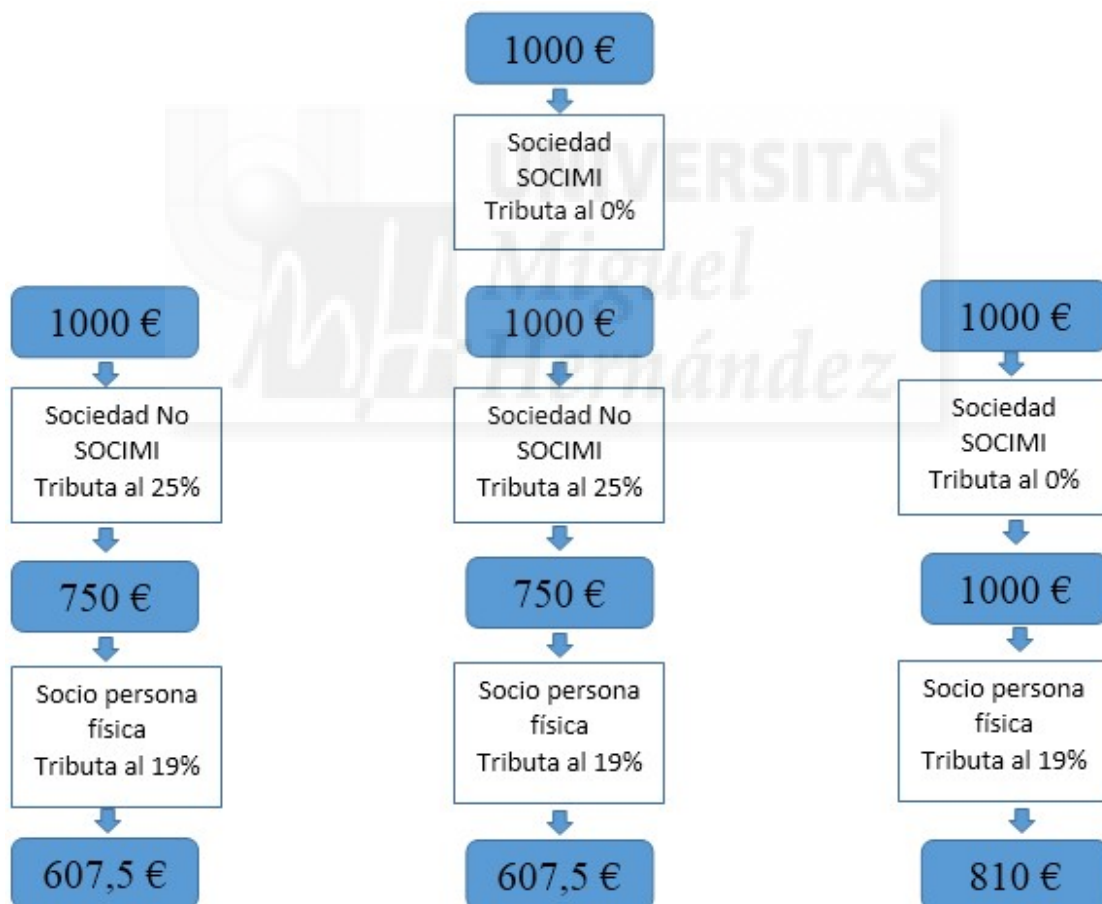 1000 €
Sociedad
SOCIMI
Tributa al 0%
UNIVERSITAS
Miguel
Hernández
1000 €
Sociedad No
SOCIMI
Tributa al 25%
750 €
Socio persona
física
Tributa al 19%
607,5 €
1000 €
Sociedad No
SOCIMI
Tributa al 25%
750 €
Socio persona
física
Tributa al 19%
607,5 €
1000 €
Sociedad
SOCIMI
Tributa al 0%
1000 €
Socio persona
física
Tributa al 19%
810 €